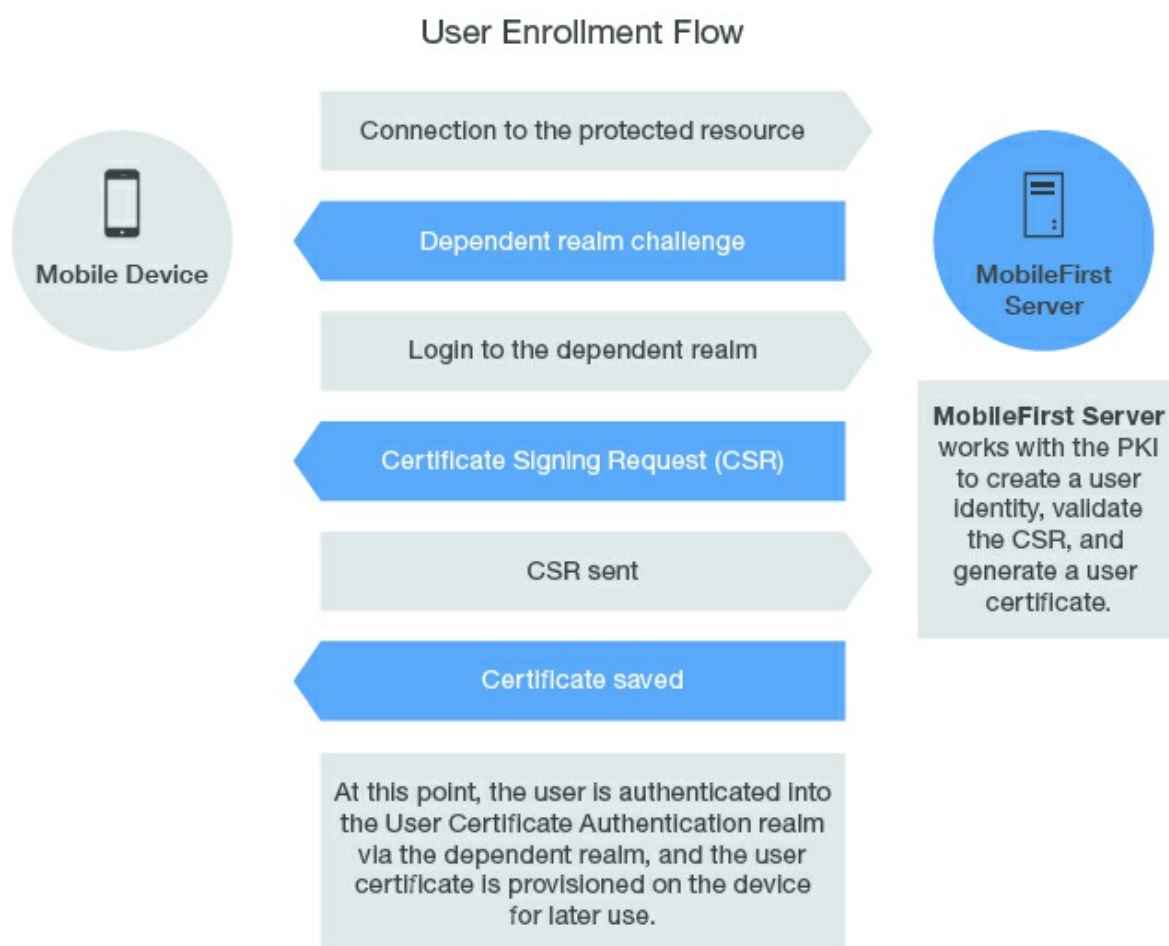 User Enrollment Flow
Connection to the protected resource
Mobile Device
Dependent realm challenge
MobileFirst
Server
Login to the dependent realm
Certificate Signing Request (CSR)
CSR sent
Certificate saved
MobileFirst Server
works with the PKI
to create a user
identity, validate
the CSR, and
generate a user
certificate.
At this point, the user is authenticated into
the User Certificate Authentication realm
via the dependent realm, and the user
certificate is provisioned on the device
for later use.